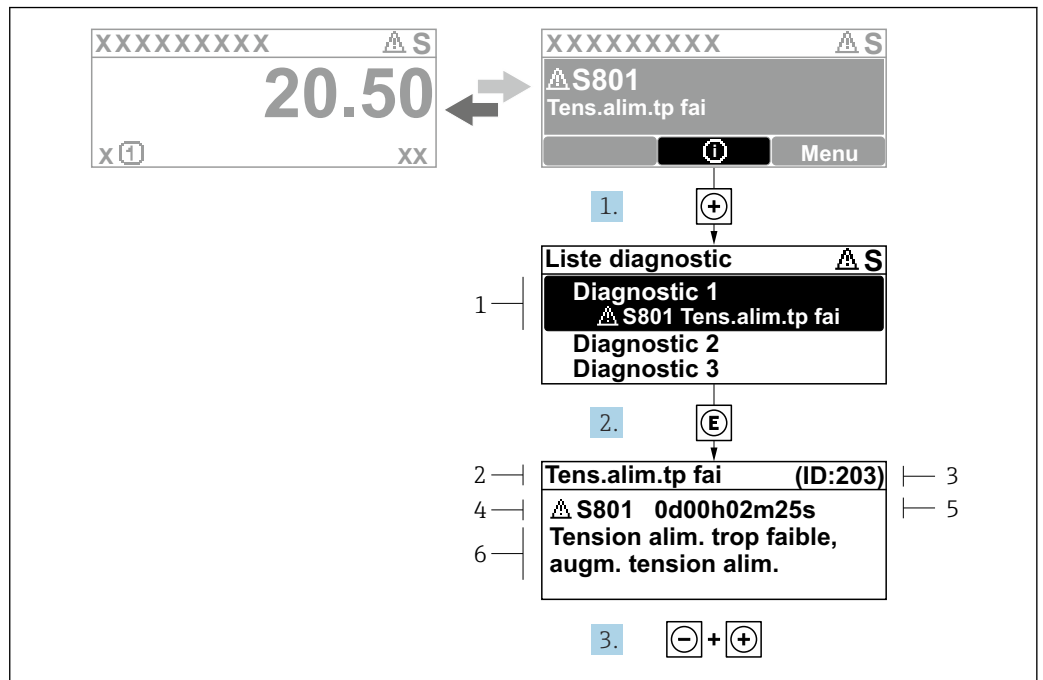 XXXXXXXXX ⚠ S
20.50
x 1 xx
XXXXXXXXX ⚠ S
⚠ S801
Tens.alim.tp fai
i Menu
1. +
Liste diagnostic ⚠ S
1
Diagnostic 1
⚠ S801 Tens.alim.tp fai
Diagnostic 2
Diagnostic 3
2. E
2 Tens.alim.tp fai (ID:203) 3
4 ⚠ S801 0d00h02m25s 5
6 Tension alim. trop faible,
augm. tension alim.
3. - + +